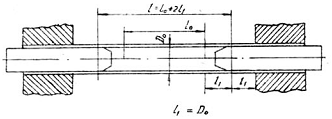 l = l₀+2l₁
l₀
D₀
l₁ l₁
l₁ = D₀